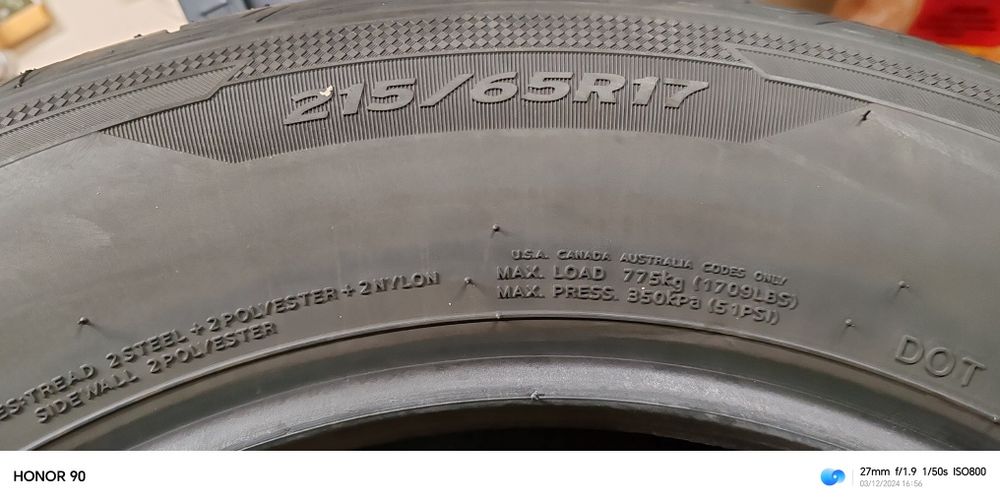 215/65R17
U.S.A. CANADA AUSTRALIA CODES ONLY
MAX. LOAD 775kg (1709LBS)
MAX. PRESS. 350kPa (51PSI)
ES:TREAD 2 STEEL + 2 POLYESTER + 2 NYLON
SIDE WALL 2 POLYESTER
DOT
HONOR 90
27mm f/1.9 1/50s ISO800
03/12/2024 16:56